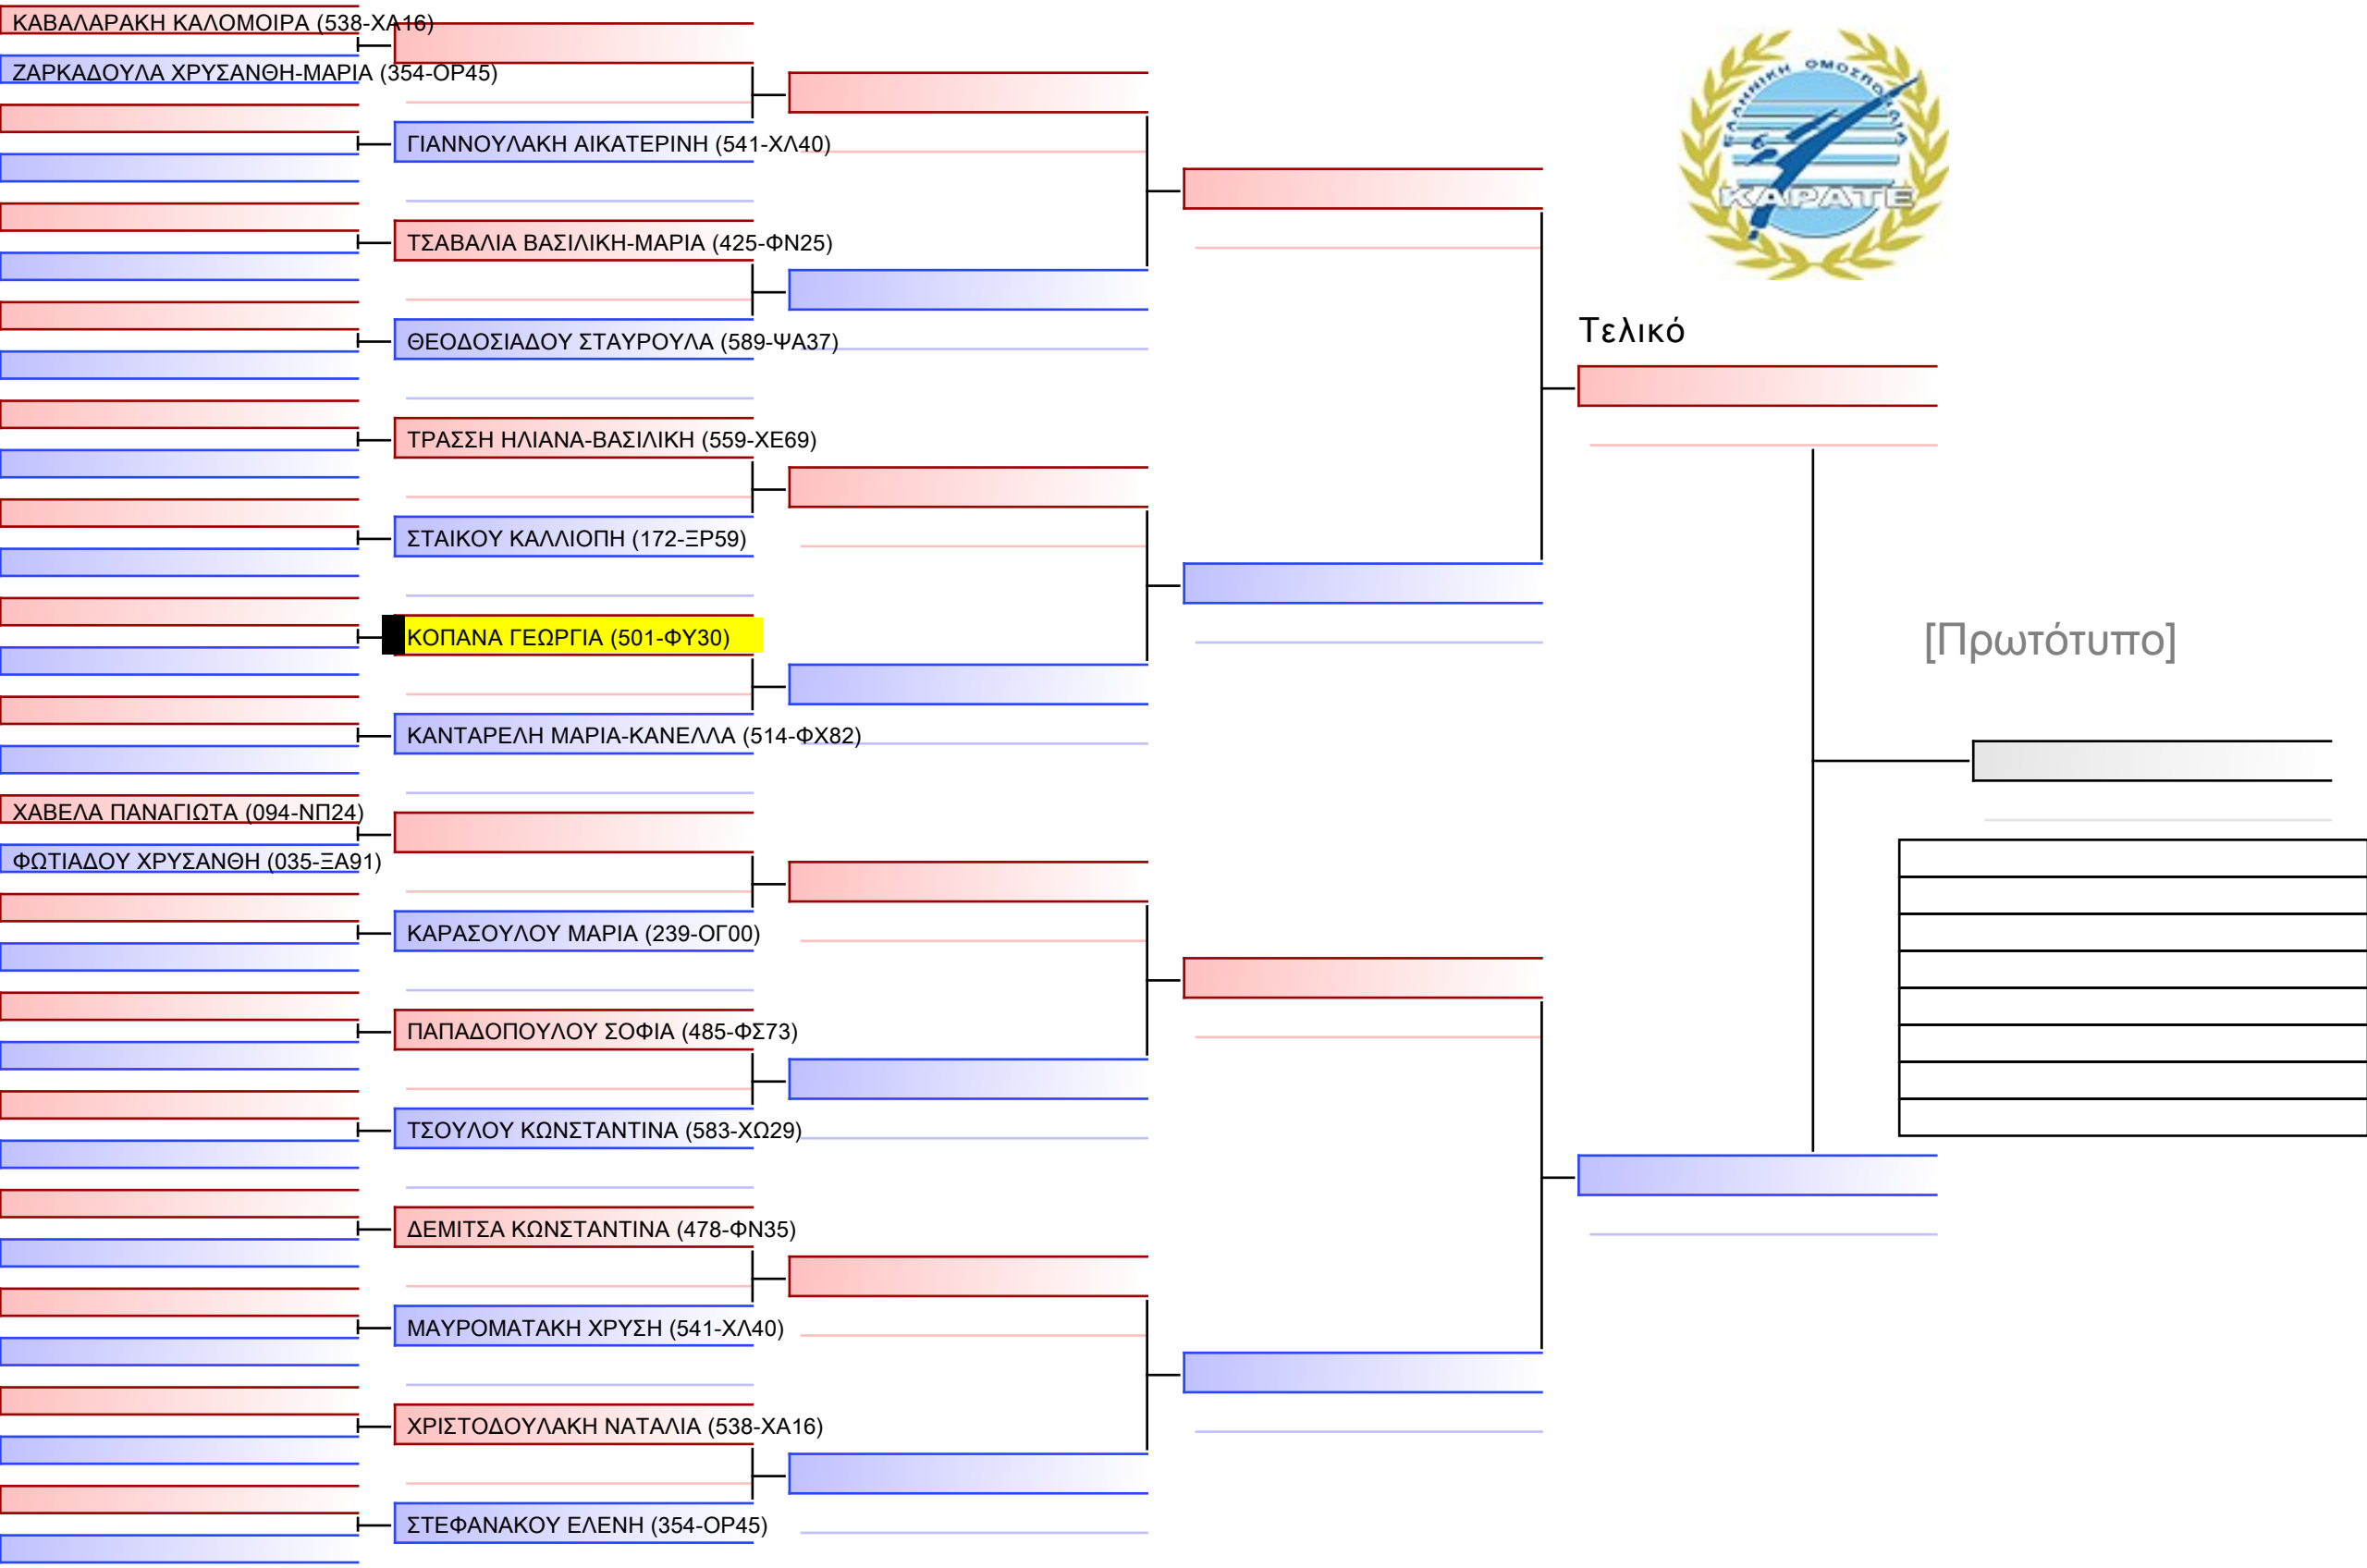 ΚΑΒΑΛΑΡΑΚΗ ΚΑΛΟΜΟΙΡΑ (538-ΧΑ16)
ΖΑΡΚΑΔΟΥΛΑ ΧΡΥΣΑΝΘΗ-ΜΑΡΙΑ (354-ΟΡ45)
ΓΙΑΝΝΟΥΛΑΚΗ ΑΙΚΑΤΕΡΙΝΗ (541-ΧΛ40)
ΤΣΑΒΑΛΙΑ ΒΑΣΙΛΙΚΗ-ΜΑΡΙΑ (425-ΦΝ25)
ΘΕΟΔΟΣΙΑΔΟΥ ΣΤΑΥΡΟΥΛΑ (589-ΨΑ37)
ΤΡΑΣΣΗ ΗΛΙΑΝΑ-ΒΑΣΙΛΙΚΗ (559-ΧΕ69)
ΣΤΑΙΚΟΥ ΚΑΛΛΙΟΠΗ (172-ΞΡ59)
ΚΟΠΑΝΑ ΓΕΩΡΓΙΑ (501-ΦΥ30)
ΚΑΝΤΑΡΕΛΗ ΜΑΡΙΑ-ΚΑΝΕΛΛΑ (514-ΦΧ82)
ΧΑΒΕΛΑ ΠΑΝΑΓΙΩΤΑ (094-ΝΠ24)
ΦΩΤΙΑΔΟΥ ΧΡΥΣΑΝΘΗ (035-ΞΑ91)
ΚΑΡΑΣΟΥΛΟΥ ΜΑΡΙΑ (239-ΟΓ00)
ΠΑΠΑΔΟΠΟΥΛΟΥ ΣΟΦΙΑ (485-ΦΣ73)
ΤΣΟΥΛΟΥ ΚΩΝΣΤΑΝΤΙΝΑ (583-ΧΩ29)
ΔΕΜΙΤΣΑ ΚΩΝΣΤΑΝΤΙΝΑ (478-ΦΝ35)
ΜΑΥΡΟΜΑΤΑΚΗ ΧΡΥΣΗ (541-ΧΛ40)
ΧΡΙΣΤΟΔΟΥΛΑΚΗ ΝΑΤΑΛΙΑ (538-ΧΑ16)
ΣΤΕΦΑΝΑΚΟΥ ΕΛΕΝΗ (354-ΟΡ45)
ΕΛΛΗΝΙΚΗ ΟΜΟΣΠΟΝΔΙΑ
ΚΑΡΑΤΕ
Τελικό
[Πρωτότυπο]